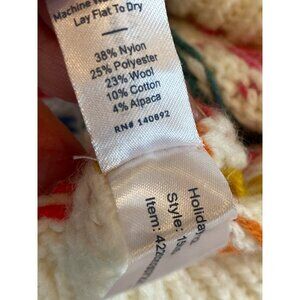 Machine
Lay Flat To Dry
38% Nylon
25% Polyester
23% Wool
10% Cotton
4% Alpaca
RN# 140892
Holiday
Style:
Item: